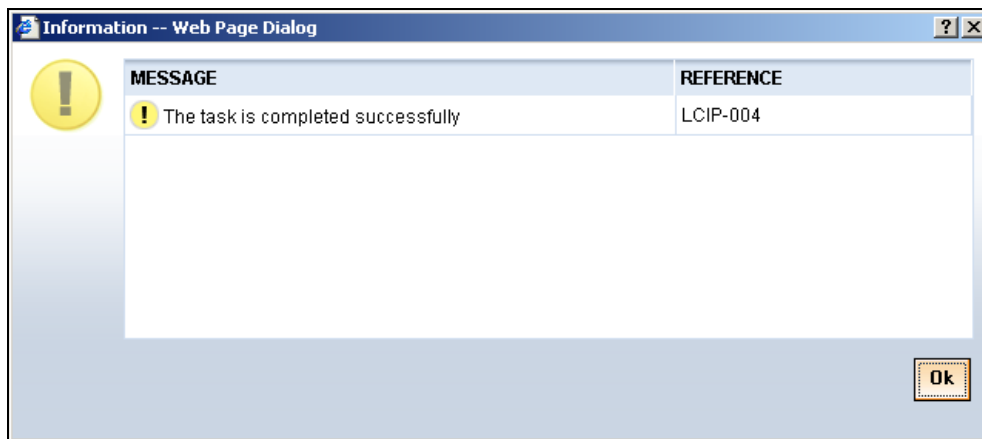 Information -- Web Page Dialog
MESSAGE REFERENCE
The task is completed successfully LCIP-004
Ok